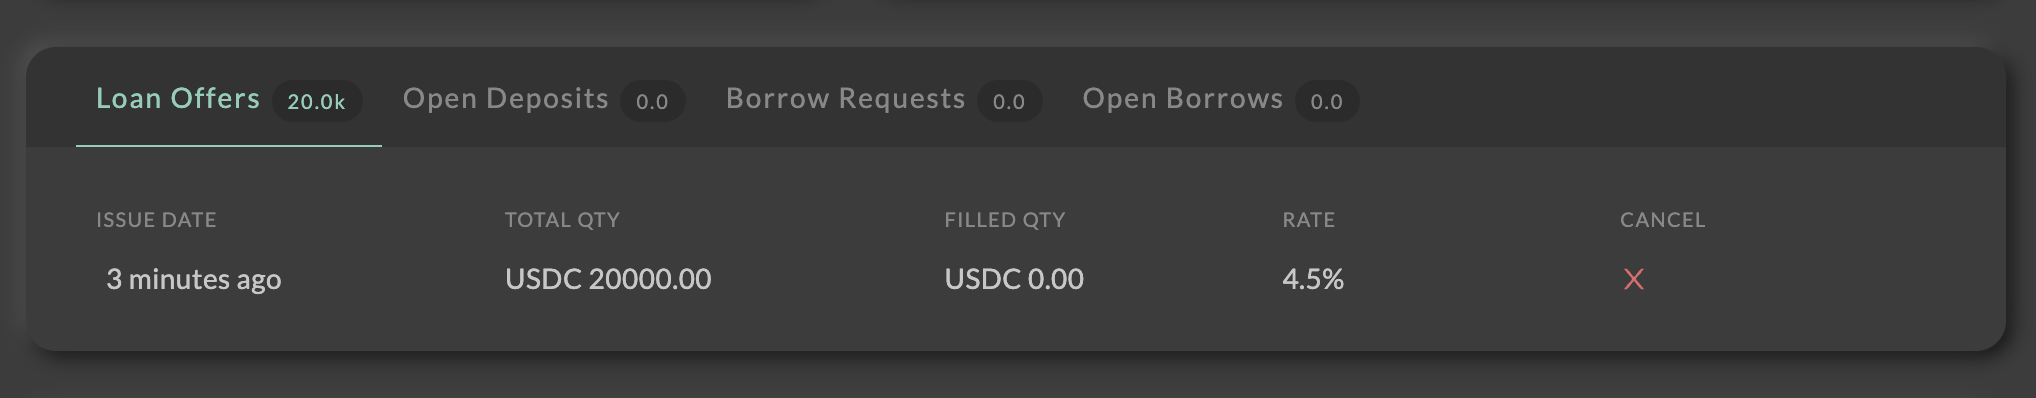 Loan Offers 20.0k Open Deposits 0.0 Borrow Requests 0.0 Open Borrows 0.0
ISSUE DATE TOTAL QTY FILLED QTY RATE CANCEL
3 minutes ago USDC 20000.00 USDC 0.00 4.5% X